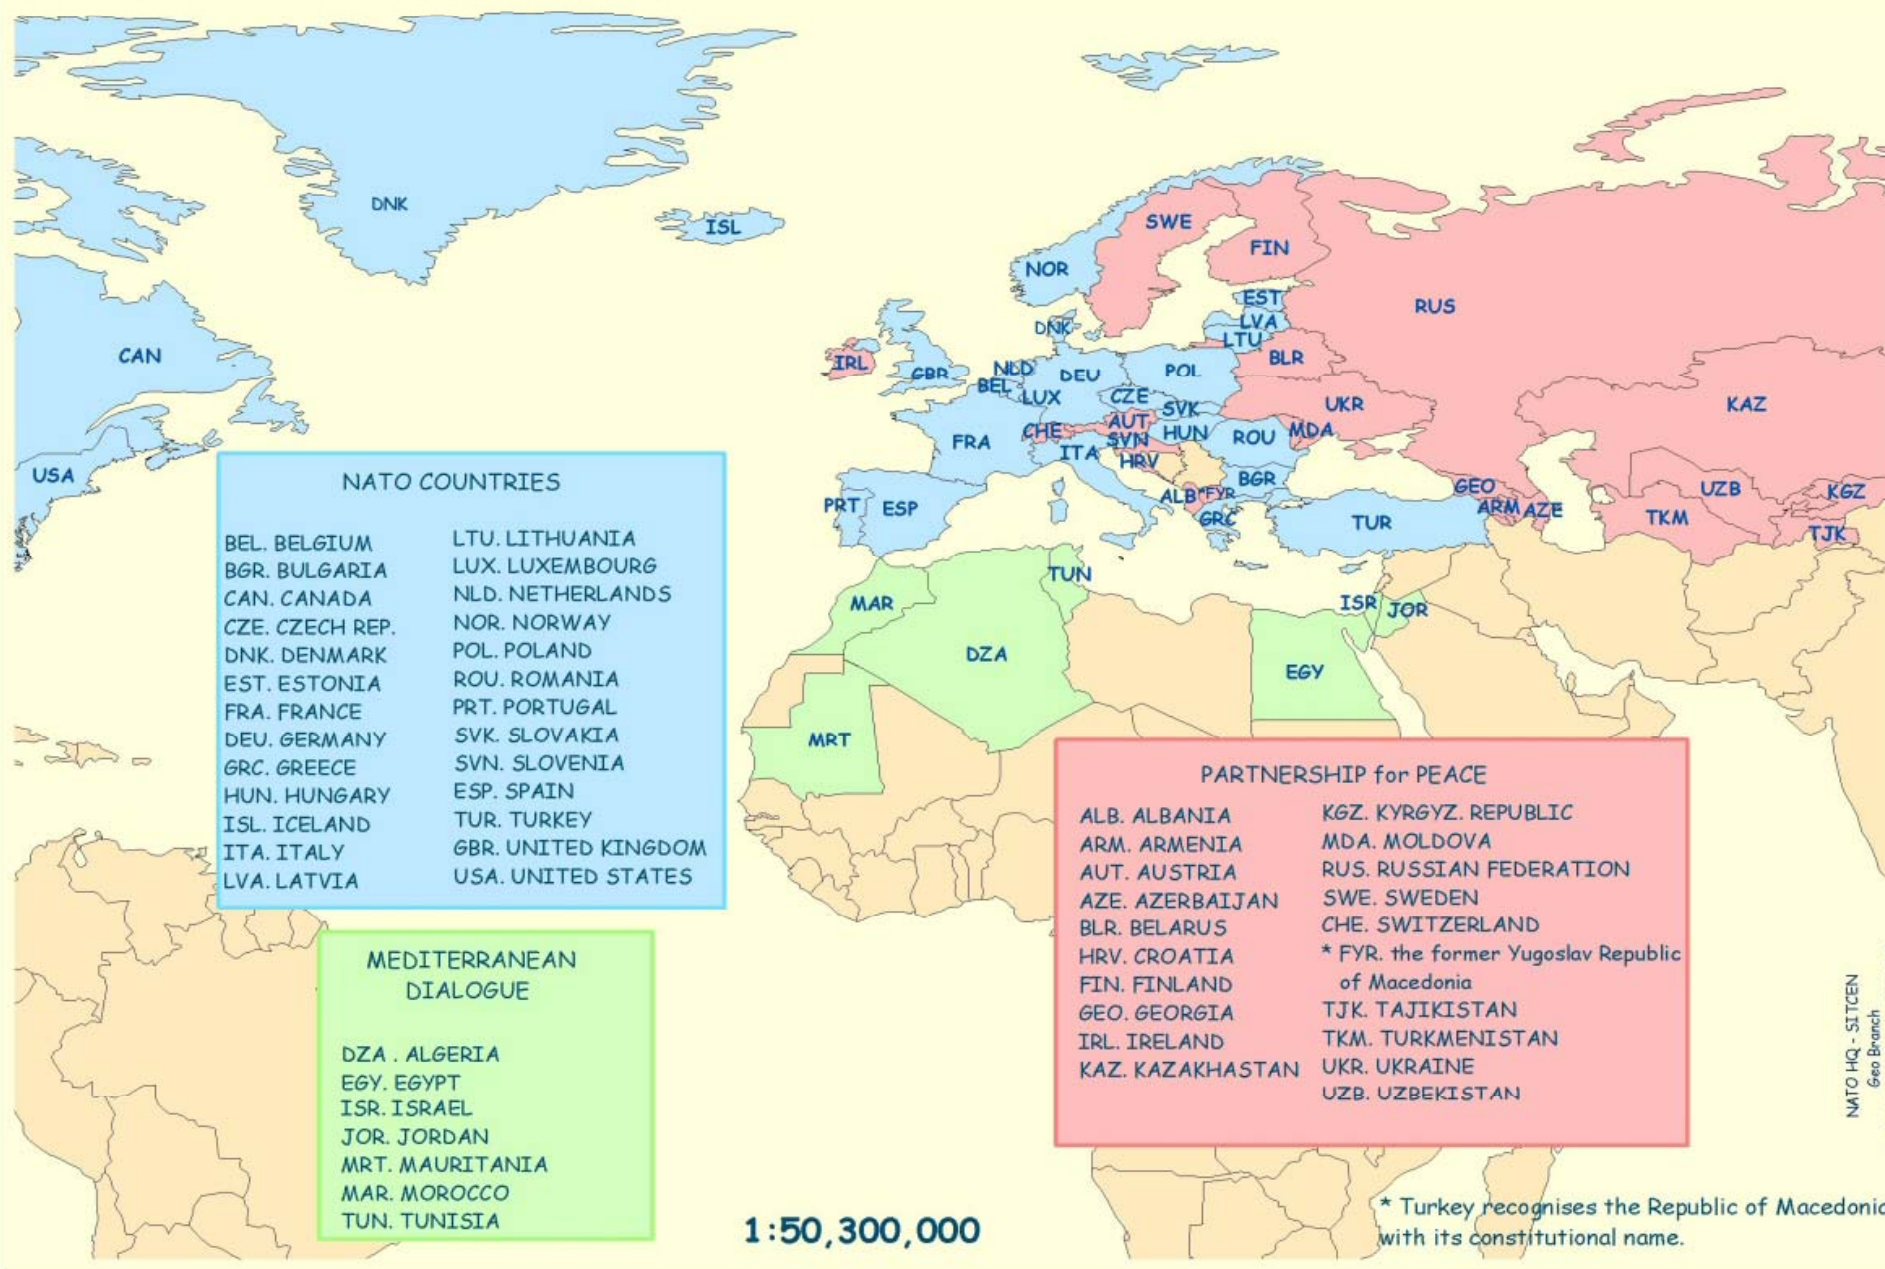 DNK
ISL
SWE
FIN
NOR
RUS
EST
LVA
DNK
LTU
CAN
IRL
BLR
GBR
NLD
DEU
POL
BEL
LUX
CZE
SVK
UKR
KAZ
AUT
CHE
SVN
HUN
ROU
MDA
FRA
ITA
HRV
USA
BGR
GEO
UZB
KGZ
PRT
ESP
ALB
*FYR
GRC
TUR
ARM
AZE
TKM
TJK
TUN
MAR
ISR
JOR
DZA
EGY
MRT
NATO COUNTRIES
BEL. BELGIUM
BGR. BULGARIA
CAN. CANADA
CZE. CZECH REP.
DNK. DENMARK
EST. ESTONIA
FRA. FRANCE
DEU. GERMANY
GRC. GREECE
HUN. HUNGARY
ISL. ICELAND
ITA. ITALY
LVA. LATVIA
LTU. LITHUANIA
LUX. LUXEMBOURG
NLD. NETHERLANDS
NOR. NORWAY
POL. POLAND
ROU. ROMANIA
PRT. PORTUGAL
SVK. SLOVAKIA
SVN. SLOVENIA
ESP. SPAIN
TUR. TURKEY
GBR. UNITED KINGDOM
USA. UNITED STATES
MEDITERRANEAN
DIALOGUE
DZA . ALGERIA
EGY. EGYPT
ISR. ISRAEL
JOR. JORDAN
MRT. MAURITANIA
MAR. MOROCCO
TUN. TUNISIA
PARTNERSHIP for PEACE
ALB. ALBANIA
ARM. ARMENIA
AUT. AUSTRIA
AZE. AZERBAIJAN
BLR. BELARUS
HRV. CROATIA
FIN. FINLAND
GEO. GEORGIA
IRL. IRELAND
KAZ. KAZAKHASTAN
KGZ. KYRGYZ. REPUBLIC
MDA. MOLDOVA
RUS. RUSSIAN FEDERATION
SWE. SWEDEN
CHE. SWITZERLAND
* FYR. the former Yugoslav Republic
of Macedonia
TJK. TAJIKISTAN
TKM. TURKMENISTAN
UKR. UKRAINE
UZB. UZBEKISTAN
1:50,300,000
* Turkey recognises the Republic of Macedonia
with its constitutional name.
NATO HQ - SITCEN
Geo Branch